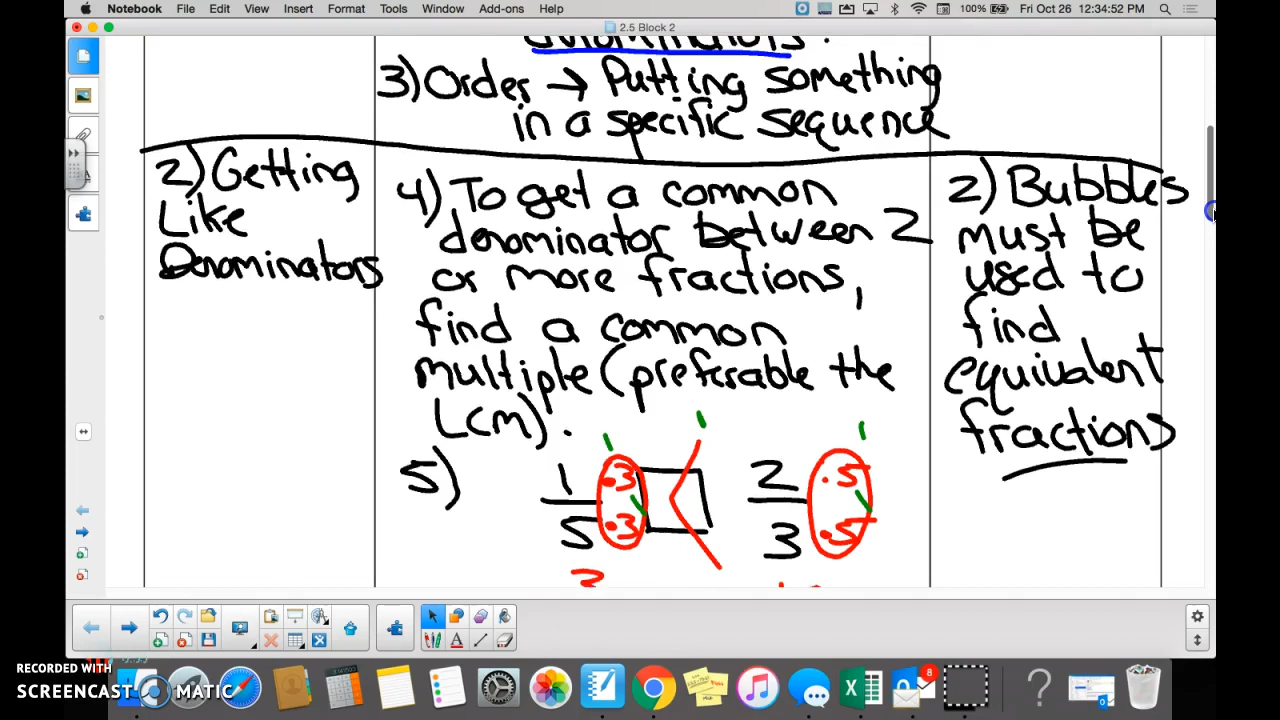 Notebook File Edit View Insert Format Tools Window Add-ons Help 100% Fri Oct 26 12:34:52 PM
2.5 Block 2
denominators.
3) Order → Putting something
in a specific sequence
2) Getting
Like
Denominators
4) To get a common
denominator between 2
or more fractions,
find a common
multiple (preferable the
LCM).
5)
1 •3 2 •5
5 •3 3 •5
3
2) Bubbles
must be
used to
find
equivalent
fractions
8
RECORDED WITH
SCREENCAST MATIC